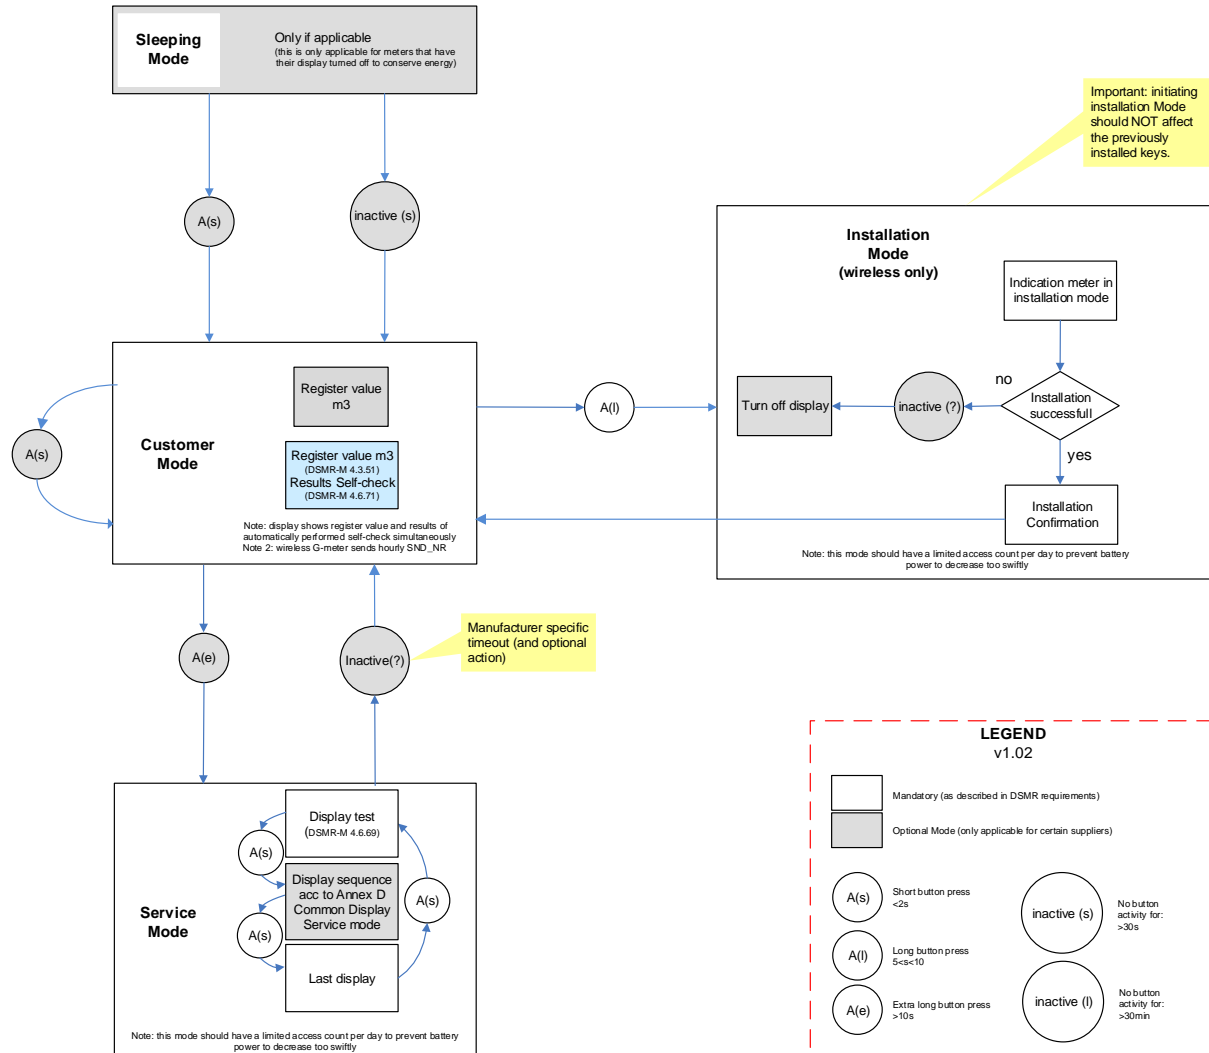 Sleeping
Mode
Only if applicable
(this is only applicable for meters that have
their display turned off to conserve energy)
Important: initiating
installation Mode
should NOT affect
the previously
installed keys.
A(s)
inactive (s)
Installation
Mode
(wireless only)
Indication meter in
installation mode
Register value
m3
A(l)
Turn off display
inactive (?)
no
Installation
successfull
yes
A(s)
Customer
Mode
Register value m3
(DSMR-M 4.3.51)
Results Self-check
(DSMR-M 4.6.71)
Installation
Confirmation
Note: display shows register value and results of
automatically performed self-check simultaneously
Note 2: wireless G-meter sends hourly SND_NR
Note: this mode should have a limited access count per day to prevent battery
power to decrease too swiftly
A(e)
Inactive(?)
Manufacturer specific
timeout (and optional
action)
Service
Mode
Display test
(DSMR-M 4.6.69)
A(s)
Display sequence
acc to Annex D
Common Display
Service mode
A(s)
A(s)
Last display
Note: this mode should have a limited access count per day to prevent battery
power to decrease too swiftly
LEGEND
v1.02
Mandatory (as described in DSMR requirements)
Optional Mode (only applicable for certain suppliers)
A(s)
Short button press
<2s
inactive (s)
No button
activity for:
>30s
A(l)
Long button press
5<s<10
A(e)
Extra long button press
>10s
inactive (l)
No button
activity for:
>30min